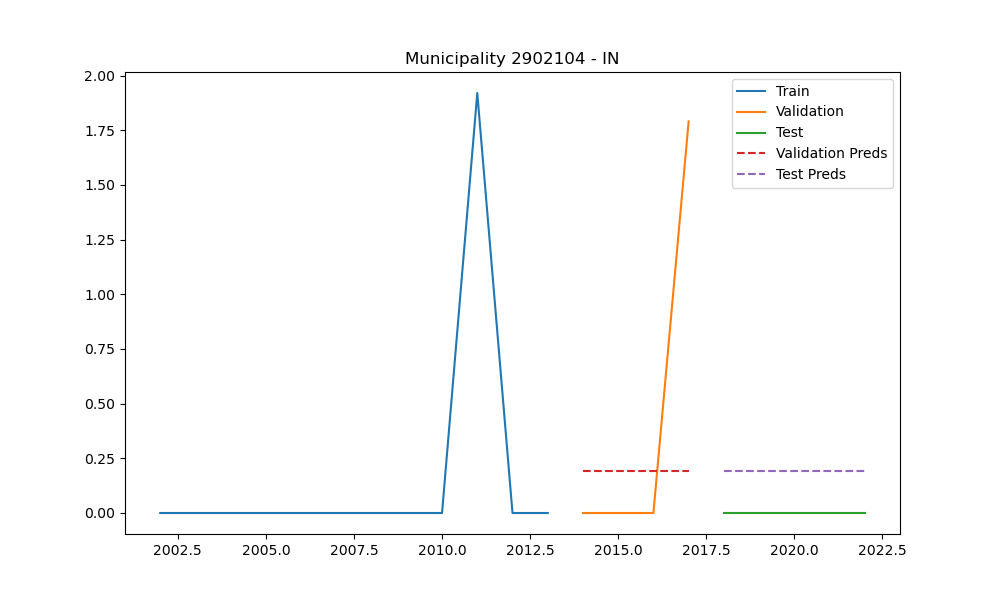 Municipality 2902104 - IN
2.00
1.75
1.50
1.25
1.00
0.75
0.50
0.25
0.00
2002.5 2005.0 2007.5 2010.0 2012.5 2015.0 2017.5 2020.0 2022.5
Train
Validation
Test
Validation Preds
Test Preds